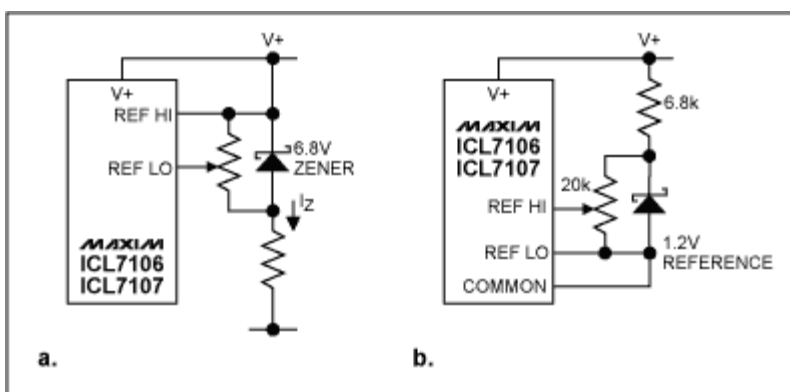 V+
V+
REF HI
REF LO
6.8V
ZENER
IZ
MAXIM
ICL7106
ICL7107
a.
V+
V+
6.8k
MAXIM
ICL7106
ICL7107
20k
REF HI
REF LO
1.2V
REFERENCE
COMMON
b.